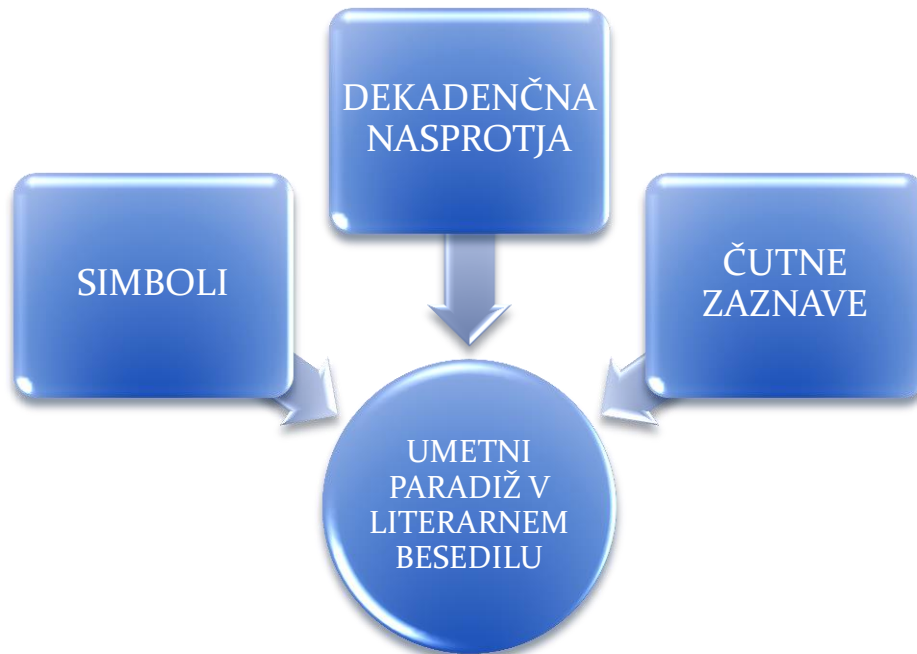 DEKADENČNA
NASPROTJA
SIMBOLI
ČUTNE
ZAZNAVE
UMETNI
PARADIŽ V
LITERARNEM
BESEDILU